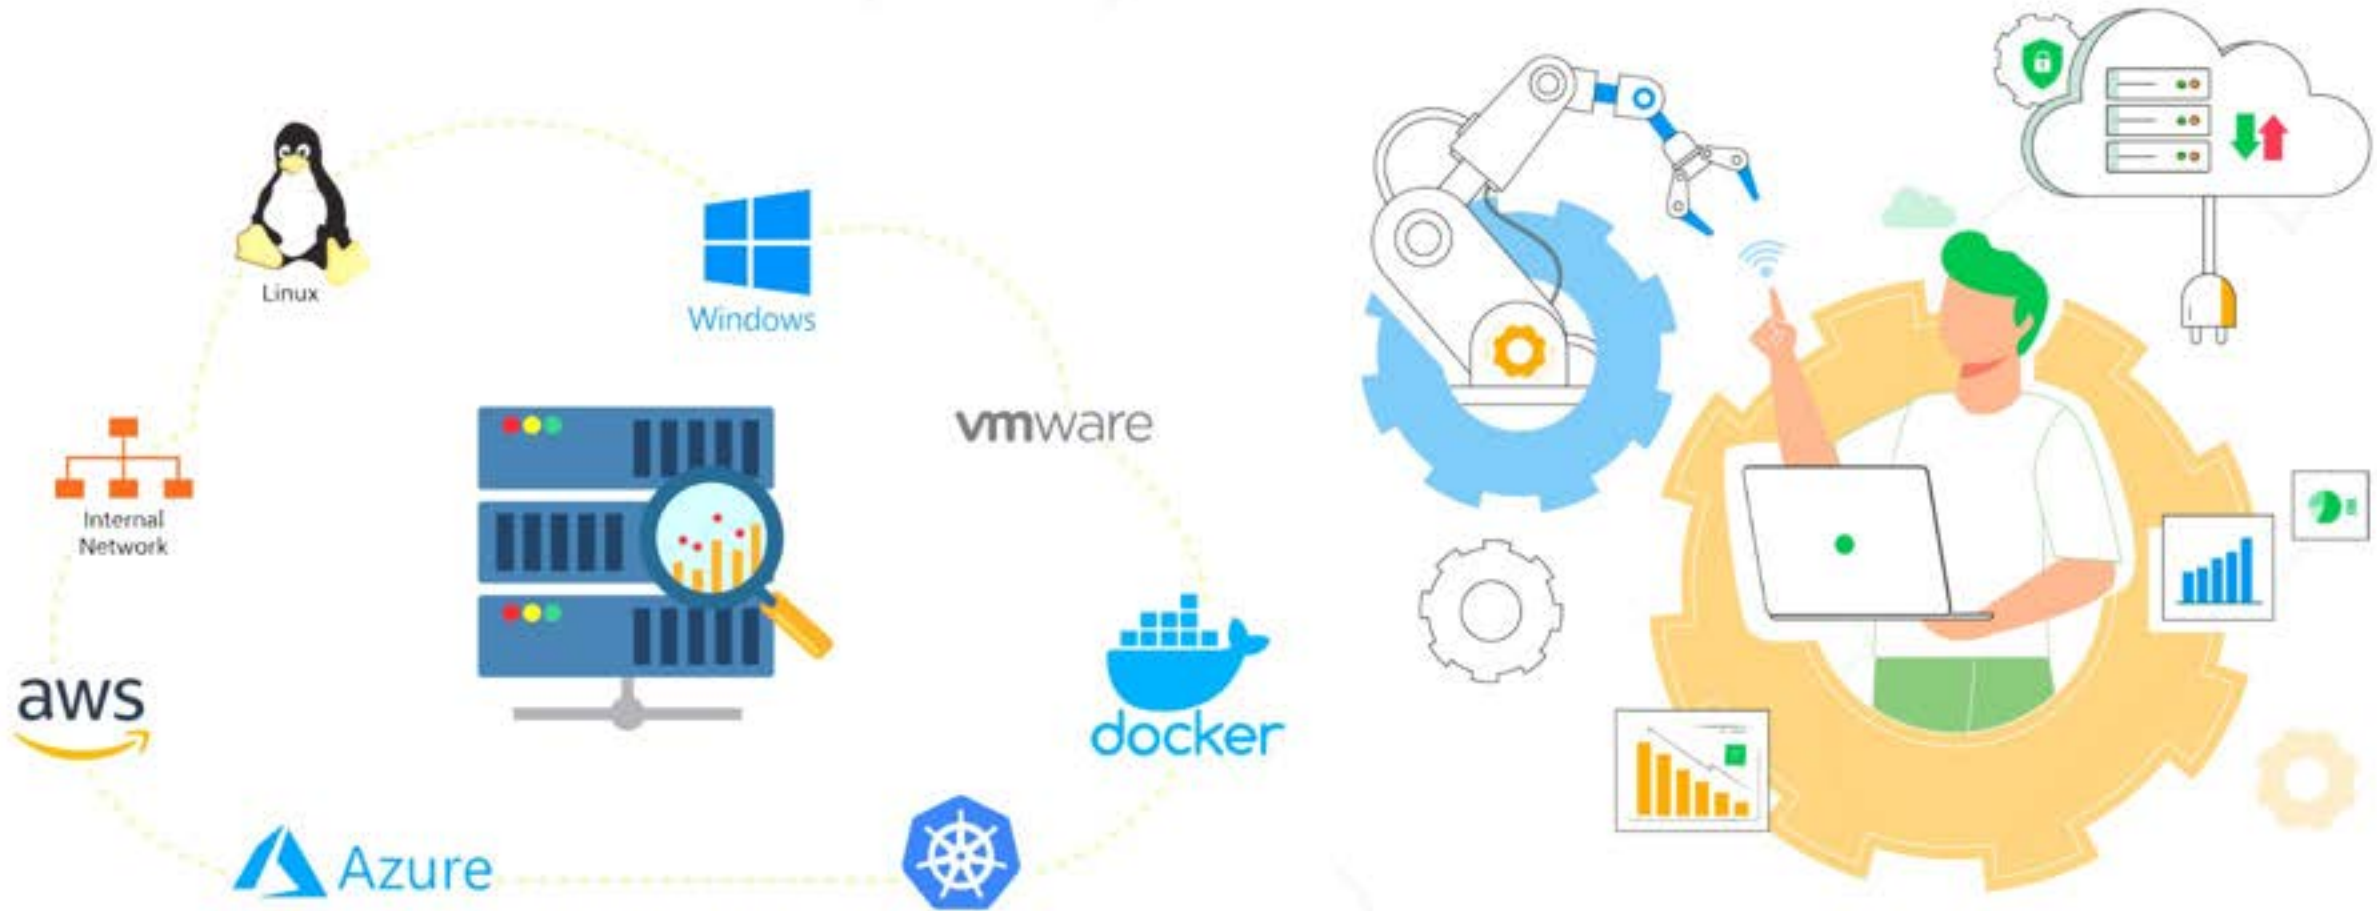 Linux
Windows
vmware
Internal
Network
aws
docker
Azure